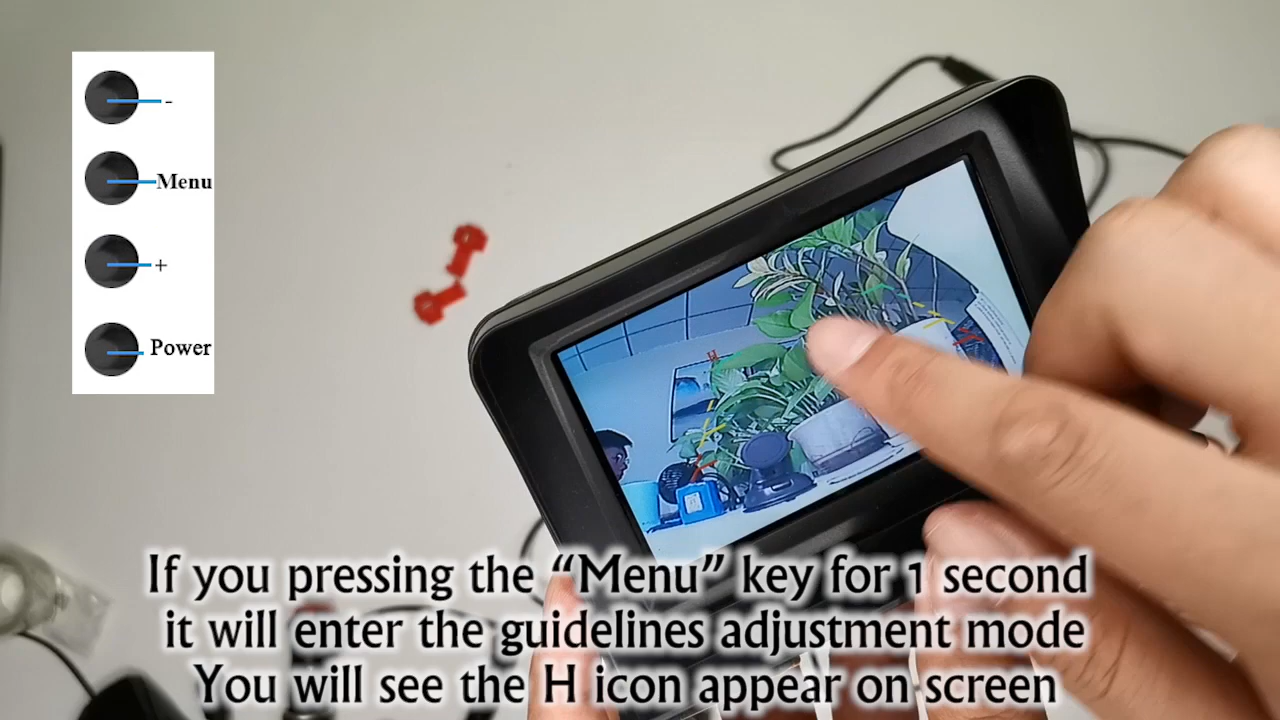 -
Menu
+
Power
H
If you pressing the “Menu” key for 1 second
it will enter the guidelines adjustment mode
You will see the H icon appear on screen